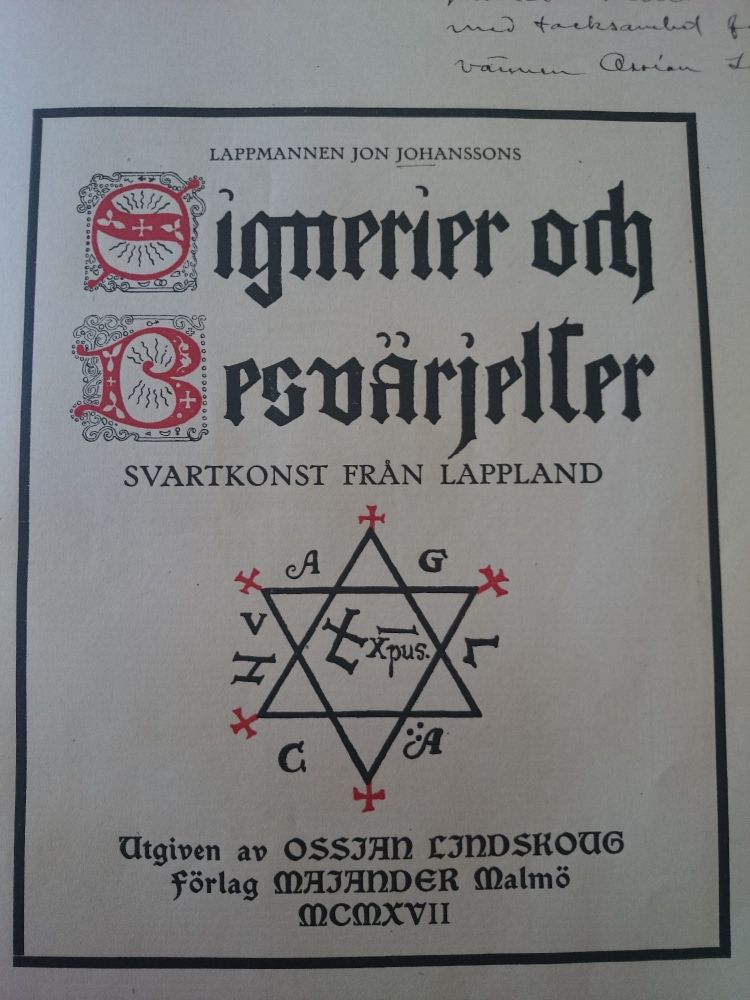 med tacksamhet
vännen Ossian
LAPPMANNEN JON JOHANSSONS
Signerier och
Besvärjelser
SVARTKONST FRÅN LAPPLAND
A G
V
Xpus. L
H
C Ä
Utgiven av OSSIAN LINDSKOUG
Förlag MAJANDER Malmö
MCMXVII